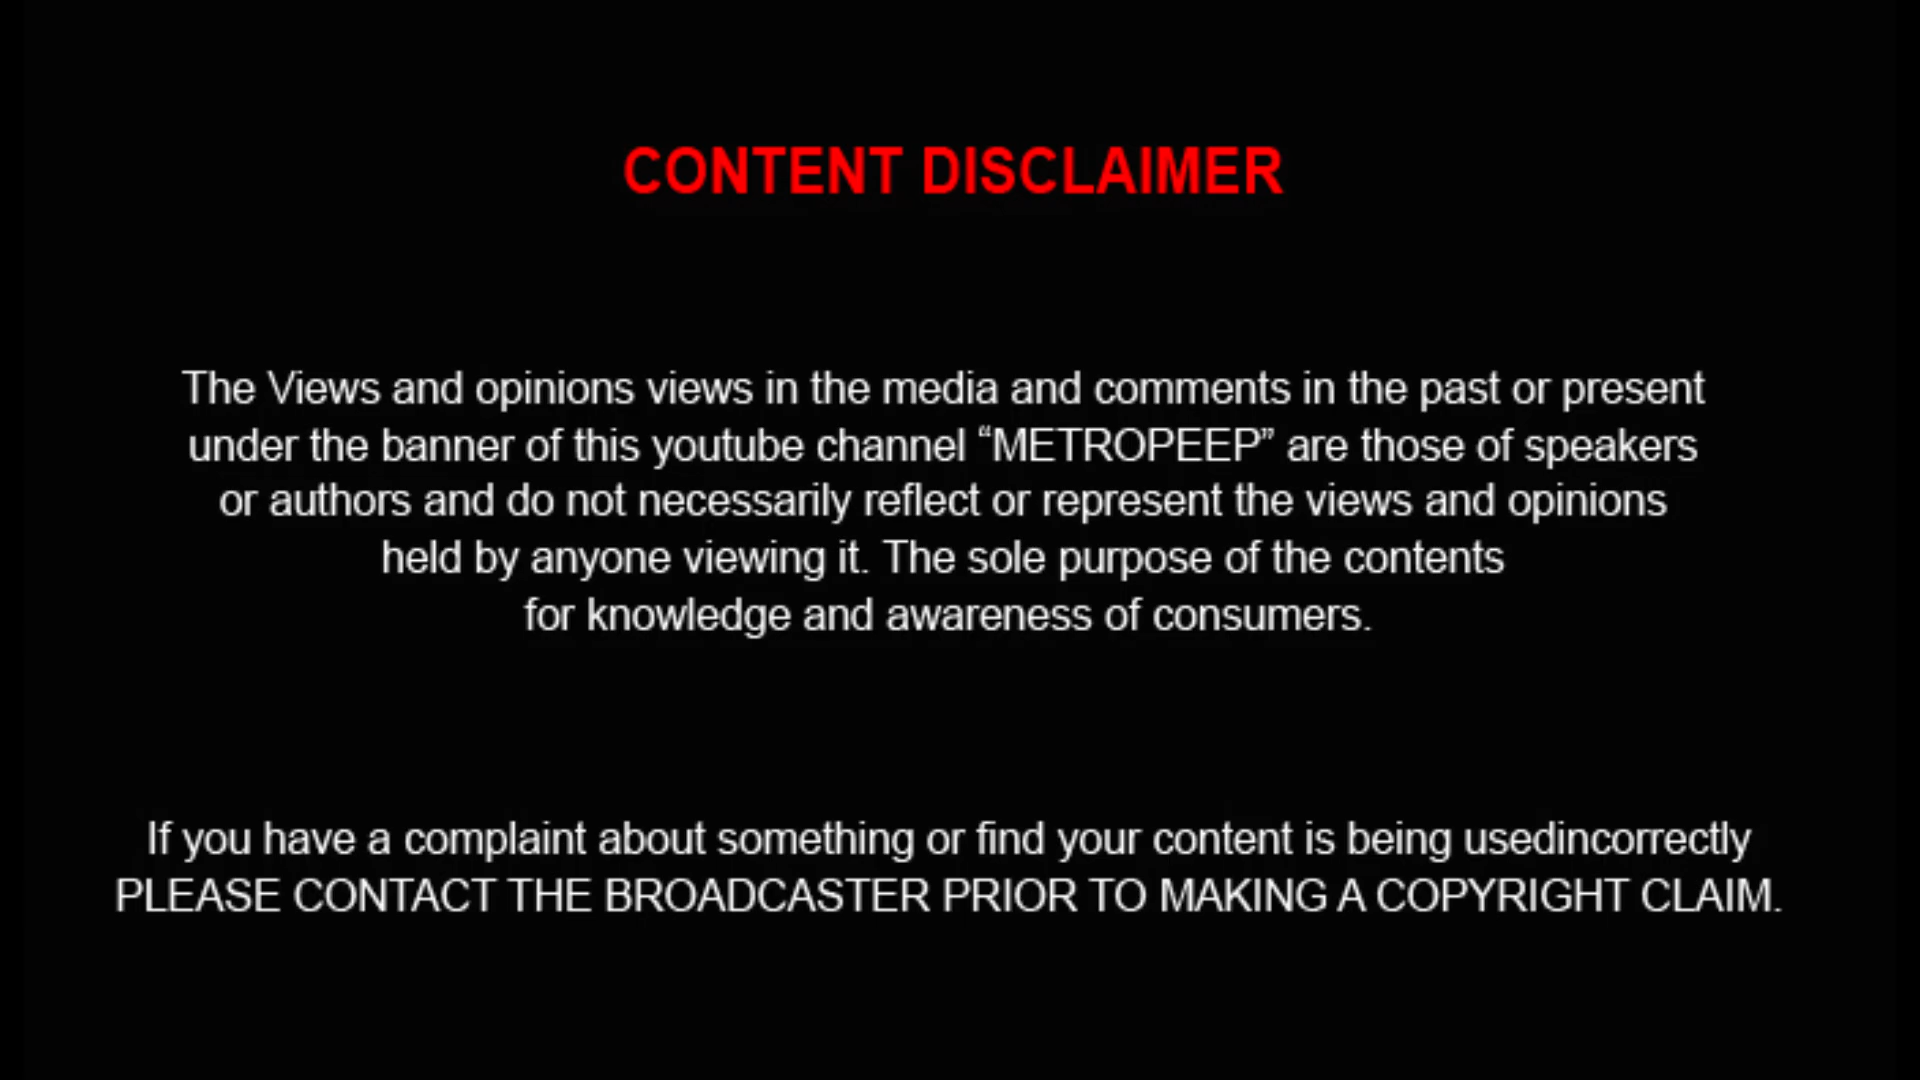 CONTENT DISCLAIMER
The Views and opinions views in the media and comments in the past or present
under the banner of this youtube channel “METROPEEP” are those of speakers
or authors and do not necessarily reflect or represent the views and opinions
held by anyone viewing it. The sole purpose of the contents
for knowledge and awareness of consumers.
If you have a complaint about something or find your content is being usedincorrectly
PLEASE CONTACT THE BROADCASTER PRIOR TO MAKING A COPYRIGHT CLAIM.